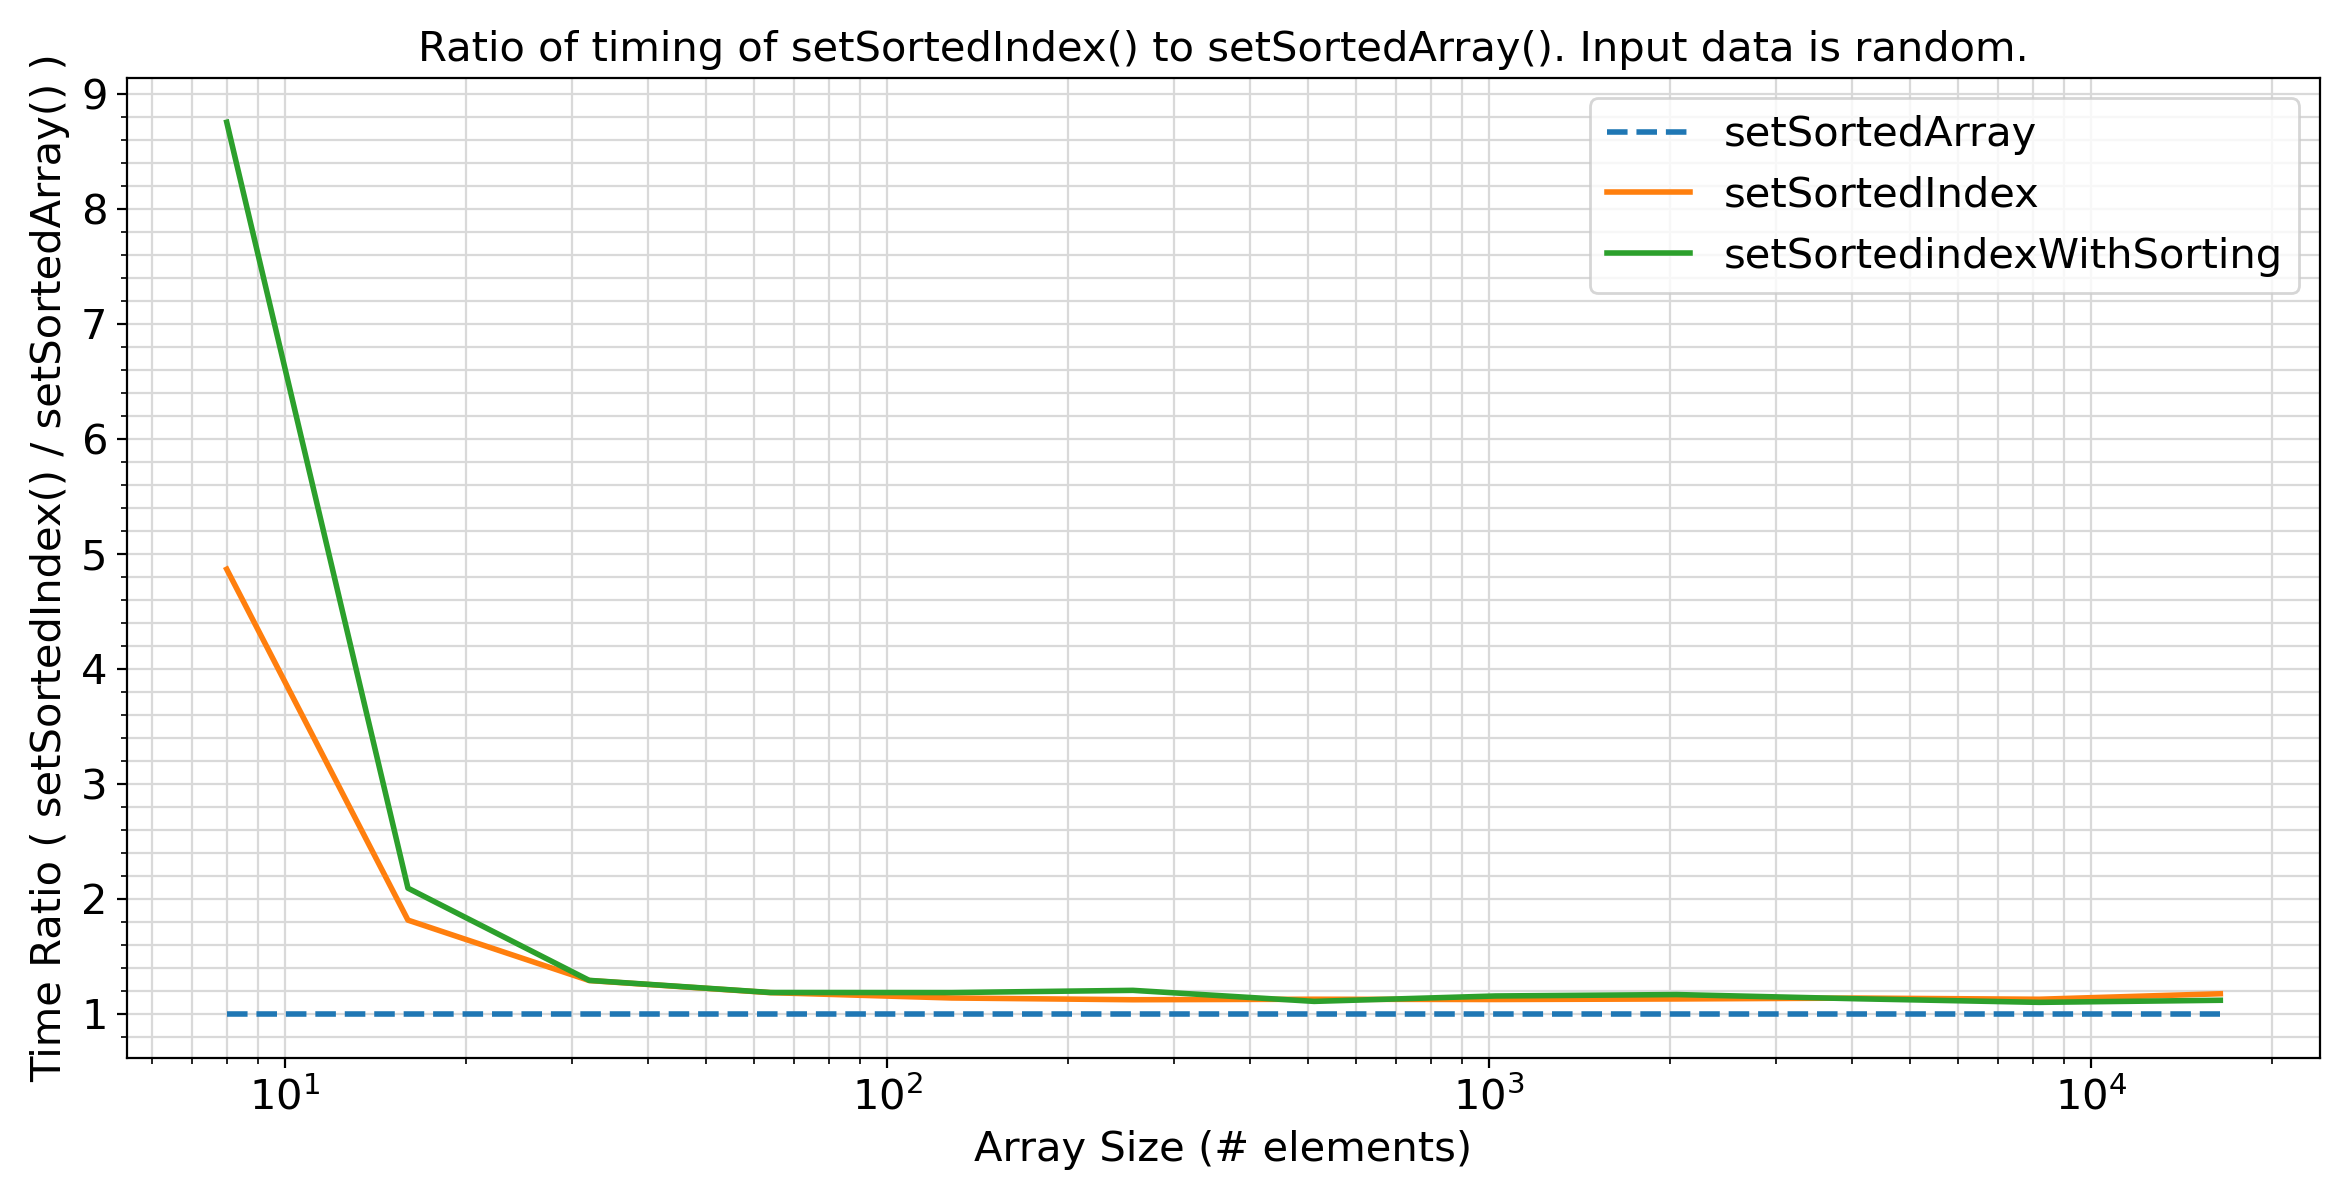 Ratio of timing of setSortedIndex() to setSortedArray(). Input data is random.
Time Ratio ( setSortedIndex() / setSortedArray() )
9
8
7
6
5
4
3
2
1
setSortedArray
setSortedIndex
setSortedindexWithSorting
10¹ 10² 10³ 10⁴
Array Size (# elements)